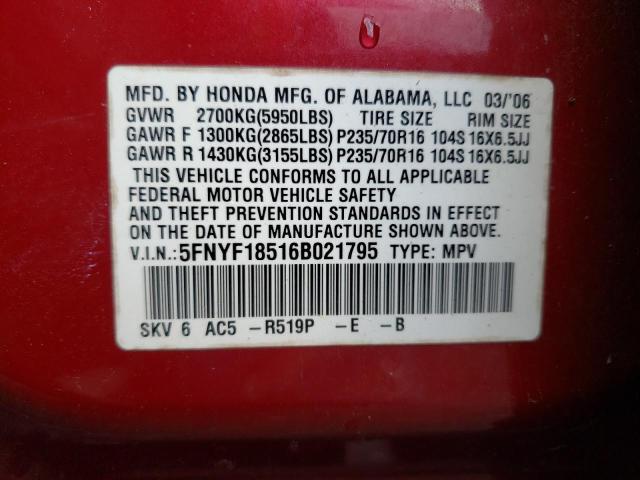 MFD. BY HONDA MFG. OF ALABAMA, LLC 03/'06
GVWR 2700KG(5950LBS) TIRE SIZE RIM SIZE
GAWR F 1300KG(2865LBS) P235/70R16 104S 16X6.5JJ
GAWR R 1430KG(3155LBS) P235/70R16 104S 16X6.5JJ
THIS VEHICLE CONFORMS TO ALL APPLICABLE
FEDERAL MOTOR VEHICLE SAFETY
AND THEFT PREVENTION STANDARDS IN EFFECT
ON THE DATE OF MANUFACTURE SHOWN ABOVE.
V.I.N.:5FNYF18516B021795 TYPE: MPV
SKV 6 AC5 -R519P -E -B